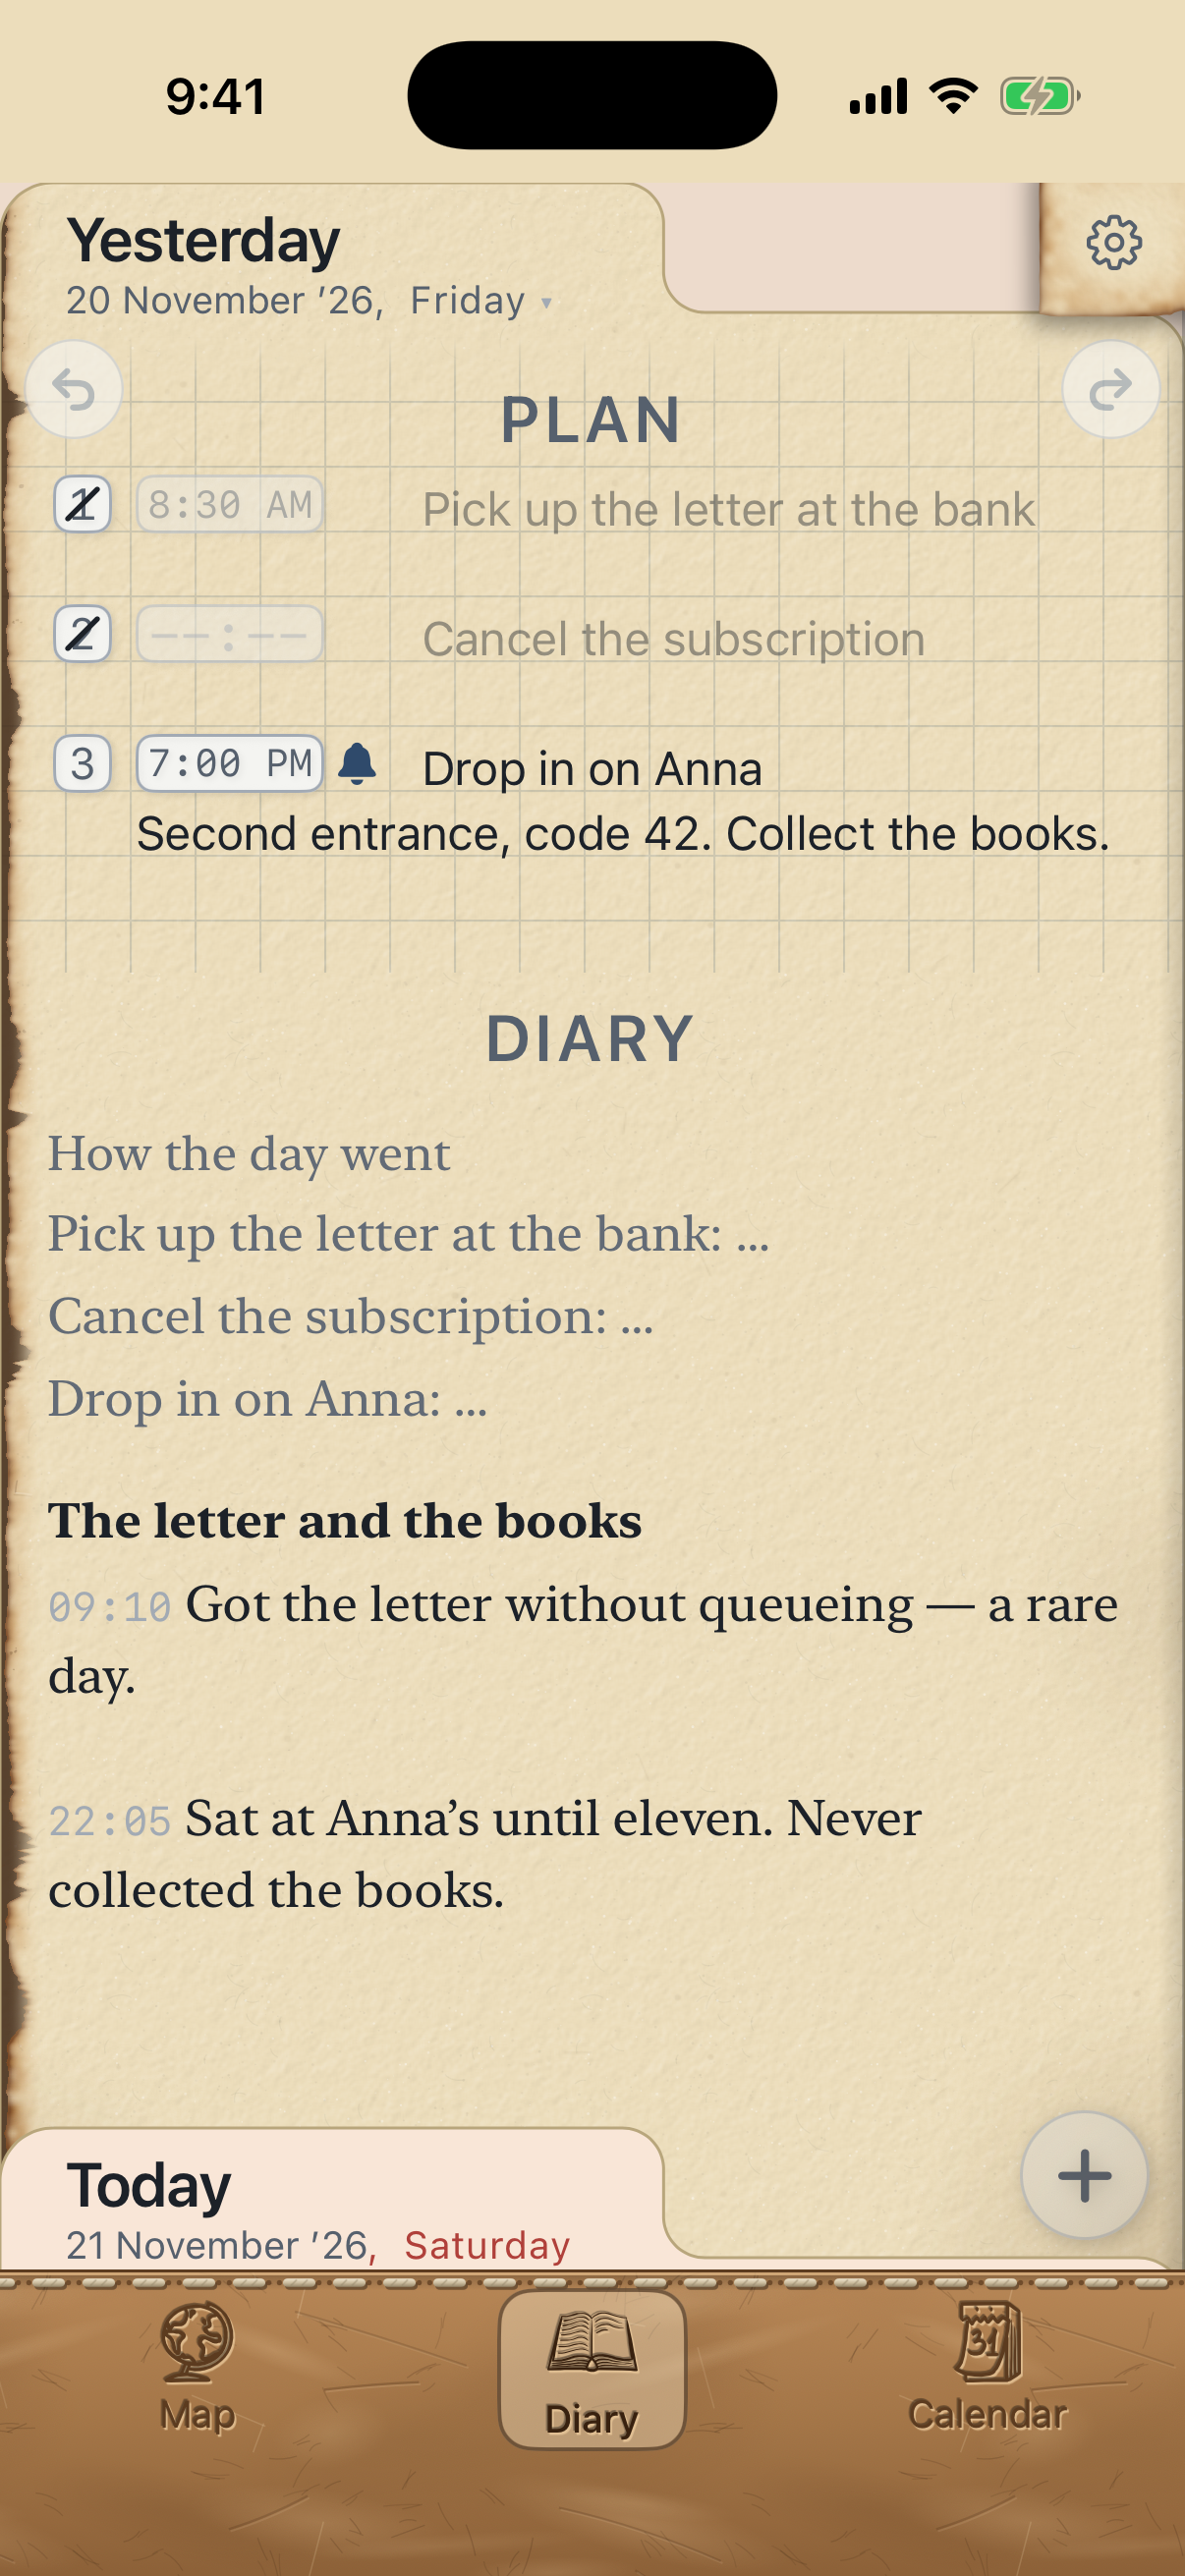 9:41
Yesterday
20 November ’26, Friday ▾
PLAN
1 8:30 AM Pick up the letter at the bank
2 ––:–– Cancel the subscription
3 7:00 PM Drop in on Anna
Second entrance, code 42. Collect the books.
DIARY
How the day went
Pick up the letter at the bank: ...
Cancel the subscription: ...
Drop in on Anna: ...
The letter and the books
09:10 Got the letter without queueing — a rare
day.
22:05 Sat at Anna’s until eleven. Never
collected the books.
Today
21 November ’26, Saturday
31
Map Diary Calendar